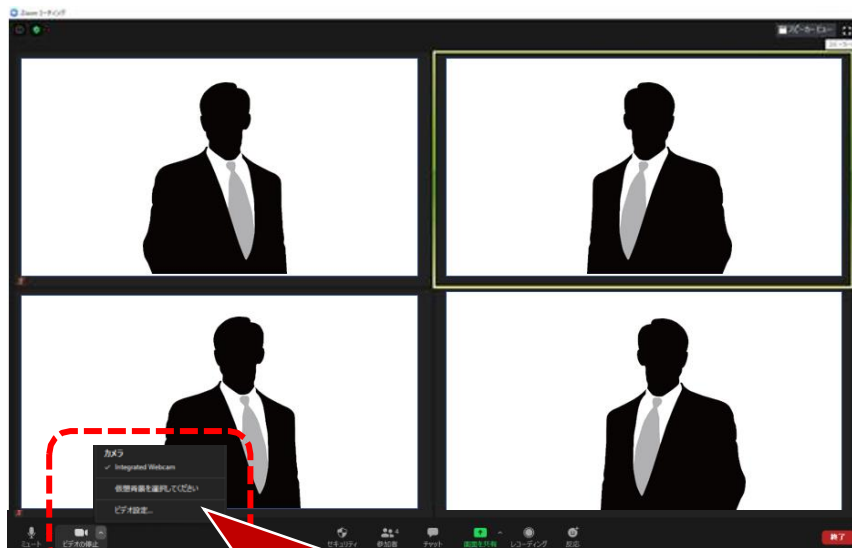 Zoom ミーティング
スピーカー ビュー
カメラ
✓ Integrated Webcam
仮想背景を選択してください
ビデオ設定...
ミュート
ビデオの停止
セキュリティ
参加者
4
チャット
画面を共有
レコーディング
反応
終了